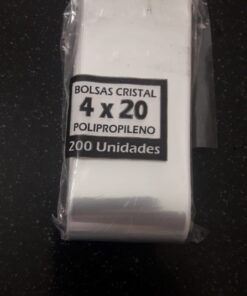 BOLSAS CRISTAL
4 x 20
POLIPROPILENO
200 Unidades